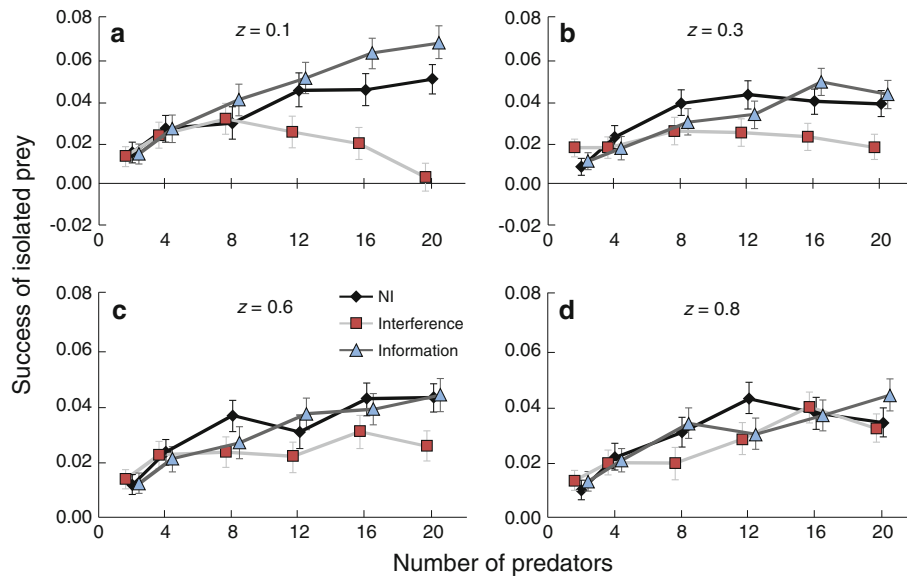 Success of isolated prey
a
z = 0.1
0.08
0.06
0.04
0.02
0.00
-0.02
0 4 8 12 16 20
b
z = 0.3
0.08
0.06
0.04
0.02
0.00
-0.02
0 4 8 12 16 20
c
z = 0.6
NI
Interference
Information
0.08
0.06
0.04
0.02
0.00
0 4 8 12 16 20
d
z = 0.8
0.08
0.06
0.04
0.02
0.00
0 4 8 12 16 20
Number of predators